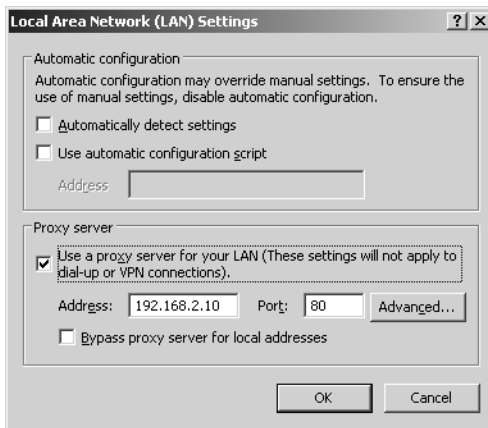 Local Area Network (LAN) Settings
Automatic configuration
Automatic configuration may override manual settings. To ensure the
use of manual settings, disable automatic configuration.
Automatically detect settings
Use automatic configuration script
Address
Proxy server
Use a proxy server for your LAN (These settings will not apply to
dial-up or VPN connections).
Address: 192.168.2.10 Port: 80 Advanced...
Bypass proxy server for local addresses
OK Cancel